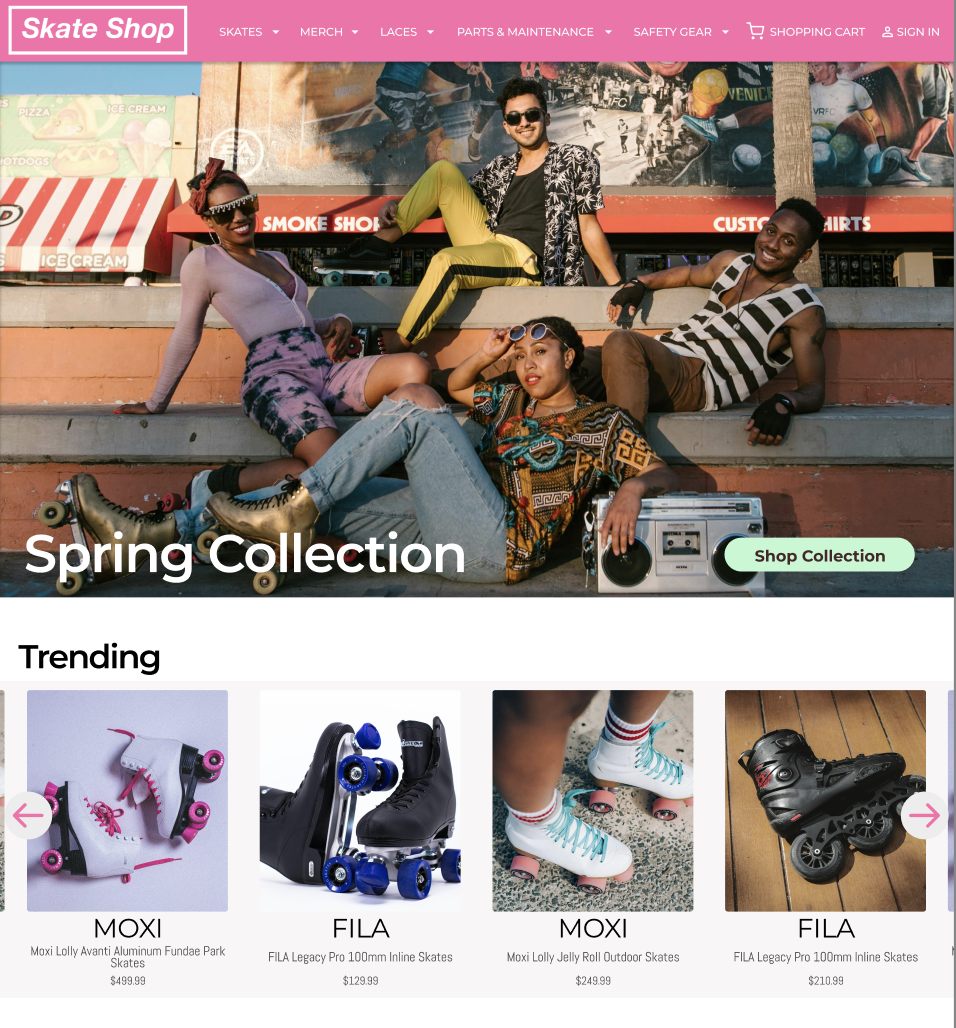 Skate Shop
SKATES
MERCH
LACES
PARTS & MAINTENANCE
SAFETY GEAR
SHOPPING CART
SIGN IN
PIZZA
ICE CREAM
HOTDOGS
EA
VENICE
VRFC
SMOKE SHOP
ICE CREAM
Spring Collection
Shop Collection
Trending
MOXI
Moxi Lolly Avanti Aluminum Fundae Park
Skates
$499.99
FILA
FILA Legacy Pro 100mm Inline Skates
$129.99
MOXI
Moxi Lolly Jelly Roll Outdoor Skates
$249.99
FILA
FILA Legacy Pro 100mm Inline Skates
$210.99